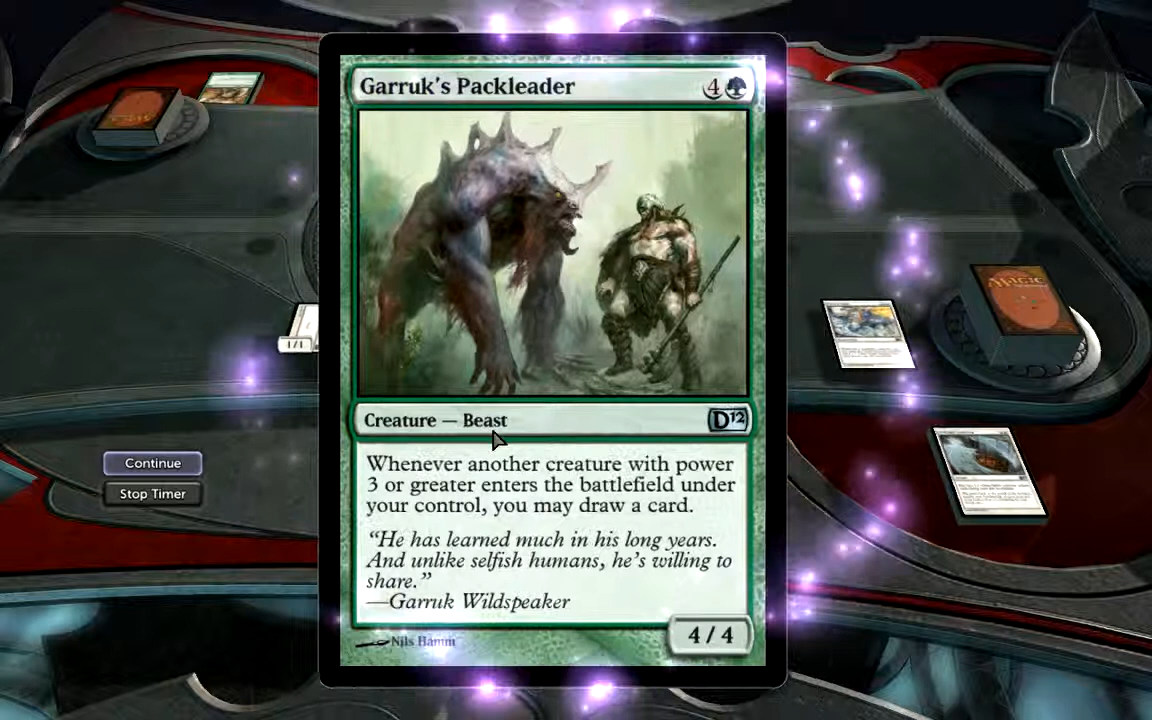 Garruk's Packleader 4
Creature — Beast D12
Whenever another creature with power
3 or greater enters the battlefield under
your control, you may draw a card.
"He has learned much in his long years.
And unlike selfish humans, he's willing to
share."
—Garruk Wildspeaker
4/4
Nils Hamm
1/1
Continue
Stop Timer
Magic